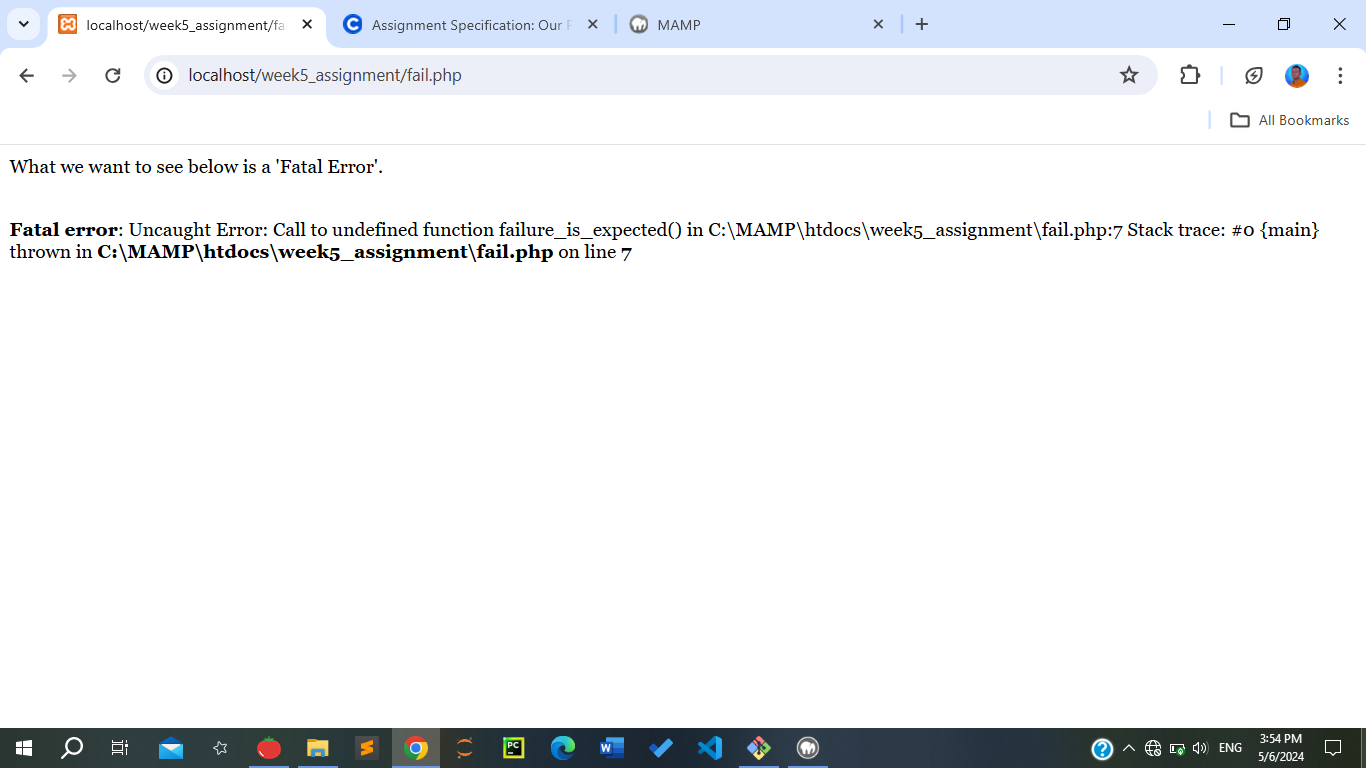 localhost/week5_assignment/fa
Assignment Specification: Our P
MAMP
localhost/week5_assignment/fail.php
All Bookmarks
What we want to see below is a 'Fatal Error'.
Fatal error: Uncaught Error: Call to undefined function failure_is_expected() in C:\MAMP\htdocs\week5_assignment\fail.php:7 Stack trace: #0 {main}
thrown in C:\MAMP\htdocs\week5_assignment\fail.php on line 7
PC
W
ENG
3:54 PM
5/6/2024